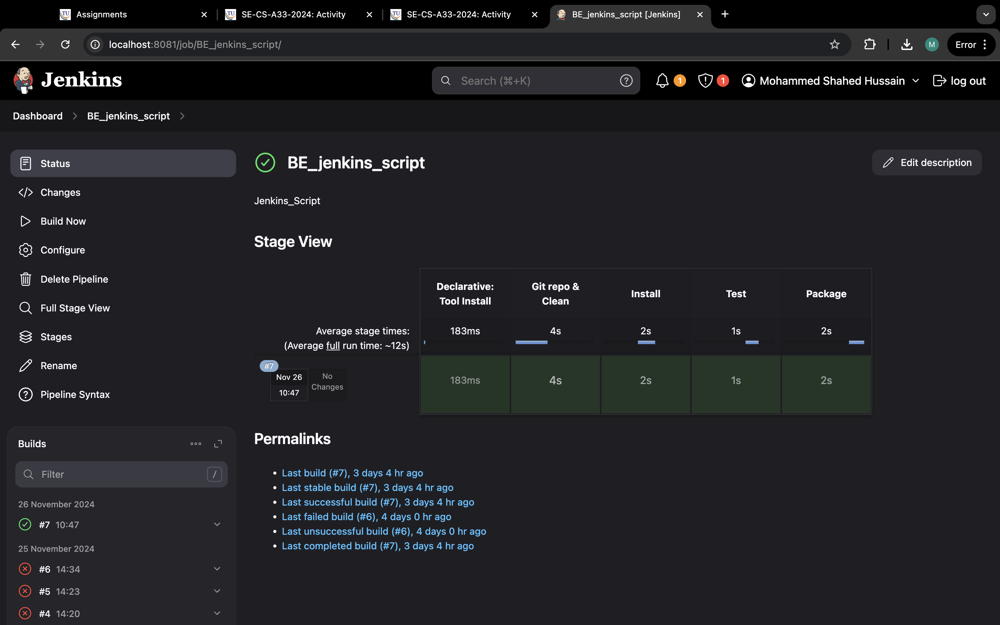 Assignments
SE-CS-A33-2024: Activity
SE-CS-A33-2024: Activity
BE_jenkins_script [Jenkins]
localhost:8081/job/BE_jenkins_script/
M
Error
Jenkins
Search (⌘+K)
1
1
Mohammed Shahed Hussain
log out
Dashboard
BE_jenkins_script
Status
Changes
Build Now
Configure
Delete Pipeline
Full Stage View
Stages
Rename
Pipeline Syntax
Builds
Filter
/
26 November 2024
#7 10:47
25 November 2024
#6 14:34
#5 14:23
#4 14:20
BE_jenkins_script
Edit description
Jenkins_Script
Stage View
Declarative:
Tool Install
Git repo &
Clean
Install
Test
Package
Average stage times:
(Average full run time: ~12s)
183ms
4s
2s
1s
2s
#7
Nov 26
10:47
No
Changes
183ms
4s
2s
1s
2s
Permalinks
Last build (#7), 3 days 4 hr ago
Last stable build (#7), 3 days 4 hr ago
Last successful build (#7), 3 days 4 hr ago
Last failed build (#6), 4 days 0 hr ago
Last unsuccessful build (#6), 4 days 0 hr ago
Last completed build (#7), 3 days 4 hr ago